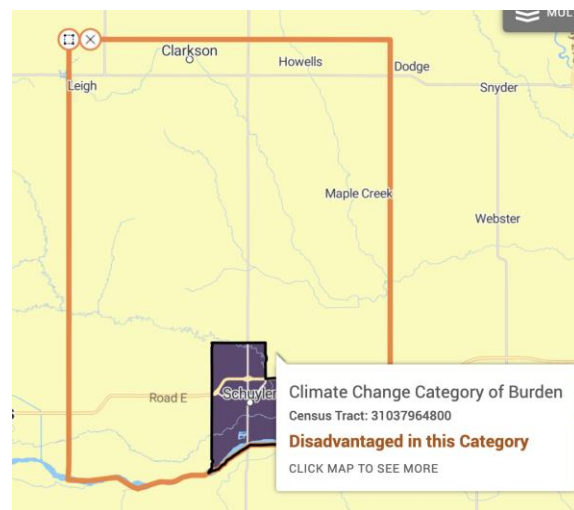 MUL
Clarkson
Howells
Dodge
Leigh
Snyder
Maple Creek
Webster
Road E
Schuyler
Climate Change Category of Burden
Census Tract: 31037964800
Disadvantaged in this Category
CLICK MAP TO SEE MORE